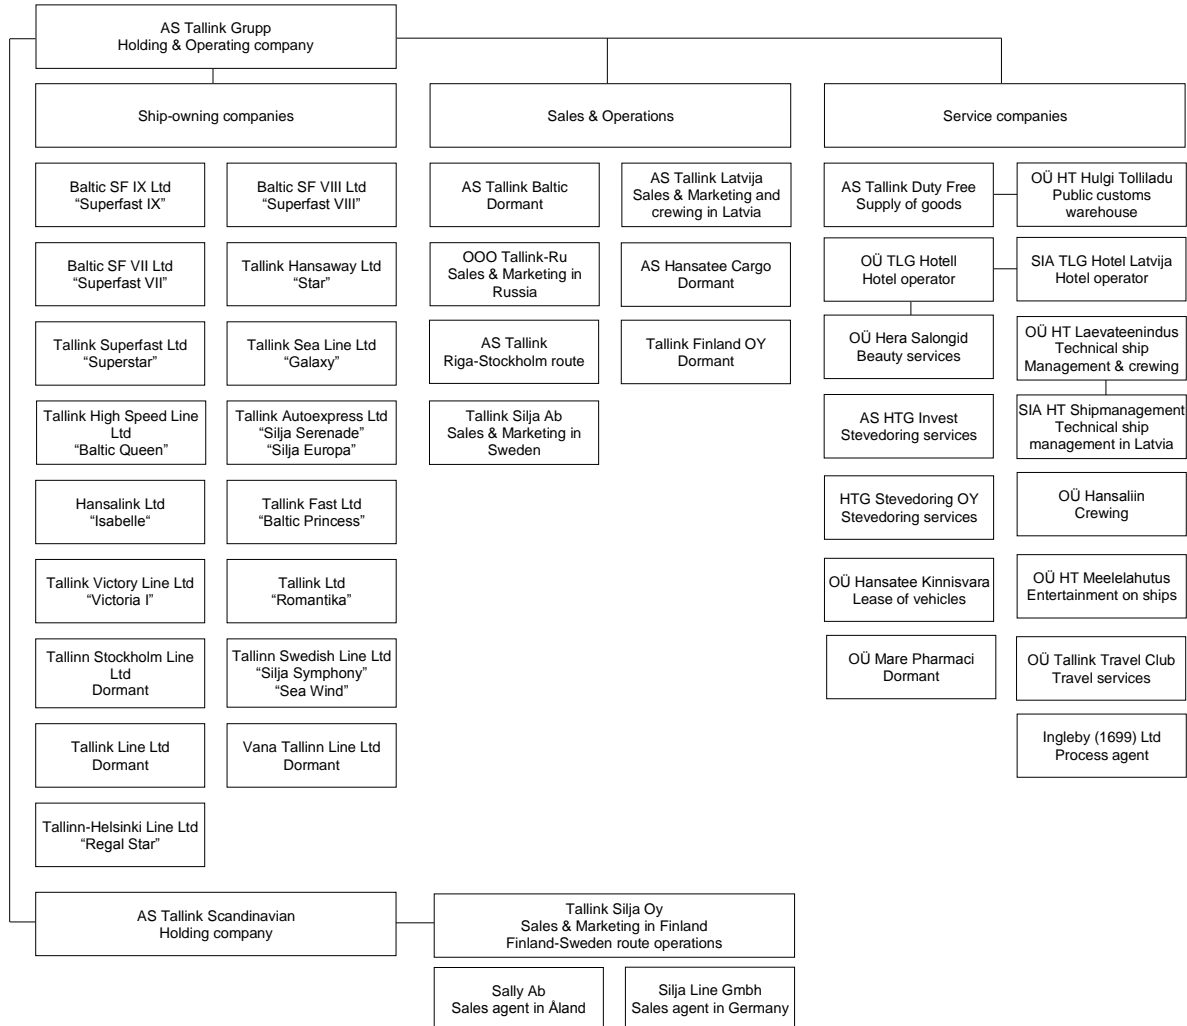 AS Tallink Grupp
Holding & Operating company
Ship-owning companies
Sales & Operations
Service companies
Baltic SF IX Ltd
“Superfast IX”
Baltic SF VIII Ltd
“Superfast VIII”
AS Tallink Baltic
Dormant
AS Tallink Latvija
Sales & Marketing and
crewing in Latvia
AS Tallink Duty Free
Supply of goods
OÜ HT Hulgi Tolliladu
Public customs
warehouse
Baltic SF VII Ltd
“Superfast VII”
Tallink Hansaway Ltd
“Star”
OOO Tallink-Ru
Sales & Marketing in
Russia
AS Hansatee Cargo
Dormant
OÜ TLG Hotell
Hotel operator
SIA TLG Hotel Latvija
Hotel operator
Tallink Superfast Ltd
“Superstar”
Tallink Sea Line Ltd
“Galaxy”
AS Tallink
Riga-Stockholm route
Tallink Finland OY
Dormant
OÜ Hera Salongid
Beauty services
OÜ HT Laevateenindus
Technical ship
Management & crewing
Tallink High Speed Line
Ltd
“Baltic Queen”
Tallink Autoexpress Ltd
“Silja Serenade”
“Silja Europa”
Tallink Silja Ab
Sales & Marketing in
Sweden
AS HTG Invest
Stevedoring services
SIA HT Shipmanagement
Technical ship
management in Latvia
Hansalink Ltd
“Isabelle“
Tallink Fast Ltd
“Baltic Princess”
HTG Stevedoring OY
Stevedoring services
OÜ Hansaliin
Crewing
Tallink Victory Line Ltd
“Victoria I”
Tallink Ltd
“Romantika”
OÜ Hansatee Kinnisvara
Lease of vehicles
OÜ HT Meelelahutus
Entertainment on ships
Tallinn Stockholm Line
Ltd
Dormant
Tallinn Swedish Line Ltd
“Silja Symphony”
“Sea Wind”
OÜ Mare Pharmaci
Dormant
OÜ Tallink Travel Club
Travel services
Tallink Line Ltd
Dormant
Vana Tallinn Line Ltd
Dormant
Ingleby (1699) Ltd
Process agent
Tallinn-Helsinki Line Ltd
“Regal Star”
AS Tallink Scandinavian
Holding company
Tallink Silja Oy
Sales & Marketing in Finland
Finland-Sweden route operations
Sally Ab
Sales agent in Åland
Silja Line Gmbh
Sales agent in Germany